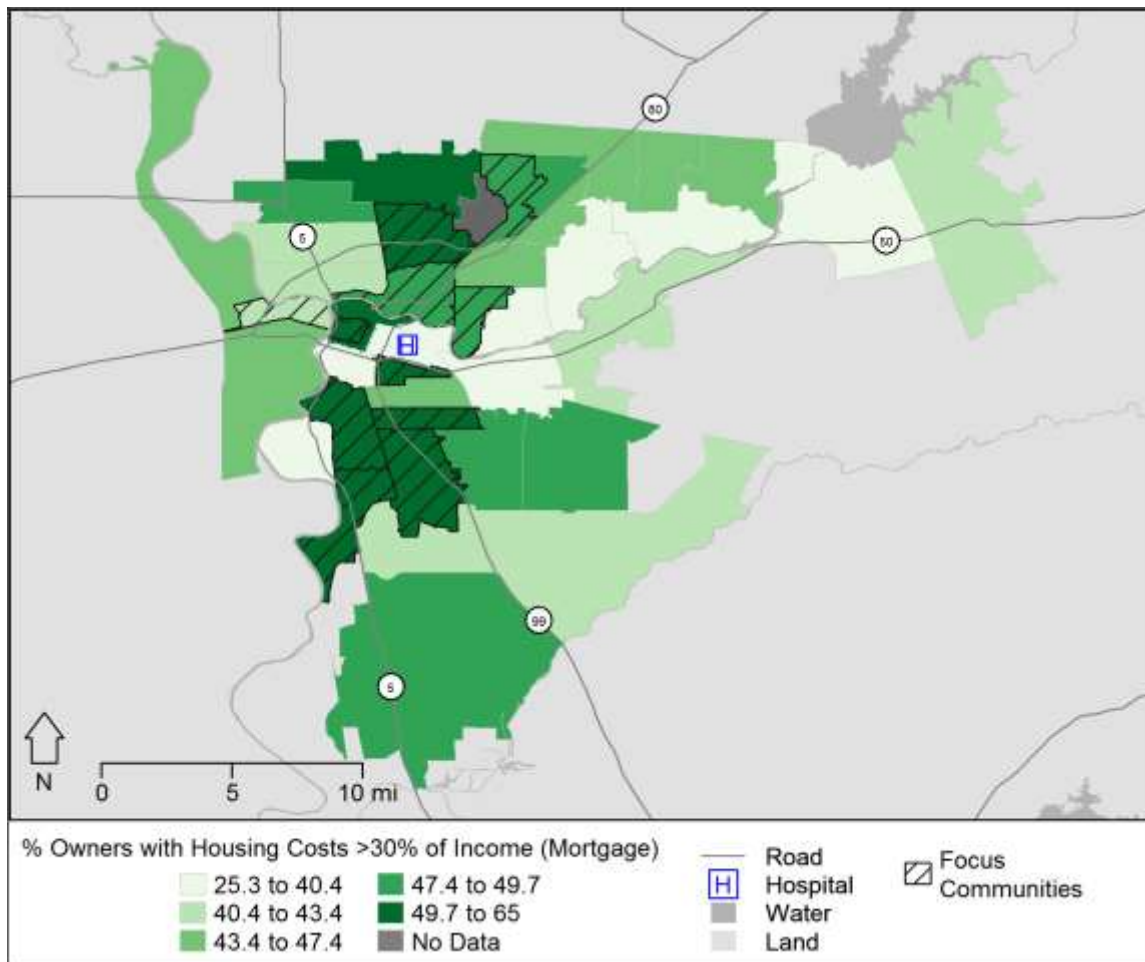 80
5
50
99
5
N
0 5 10 mi
% Owners with Housing Costs >30% of Income (Mortgage)
25.3 to 40.4
40.4 to 43.4
43.4 to 47.4
47.4 to 49.7
49.7 to 65
No Data
Road
H Hospital
Water
Land
Focus
Communities
H